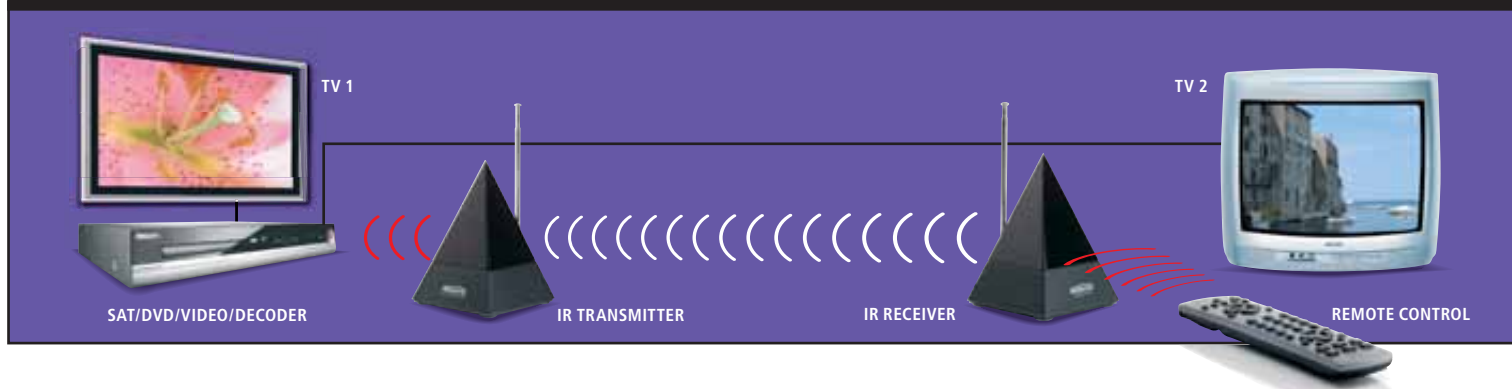 TV 1
TV 2
SAT/DVD/VIDEO/DECODER
IR TRANSMITTER
IR RECEIVER
REMOTE CONTROL